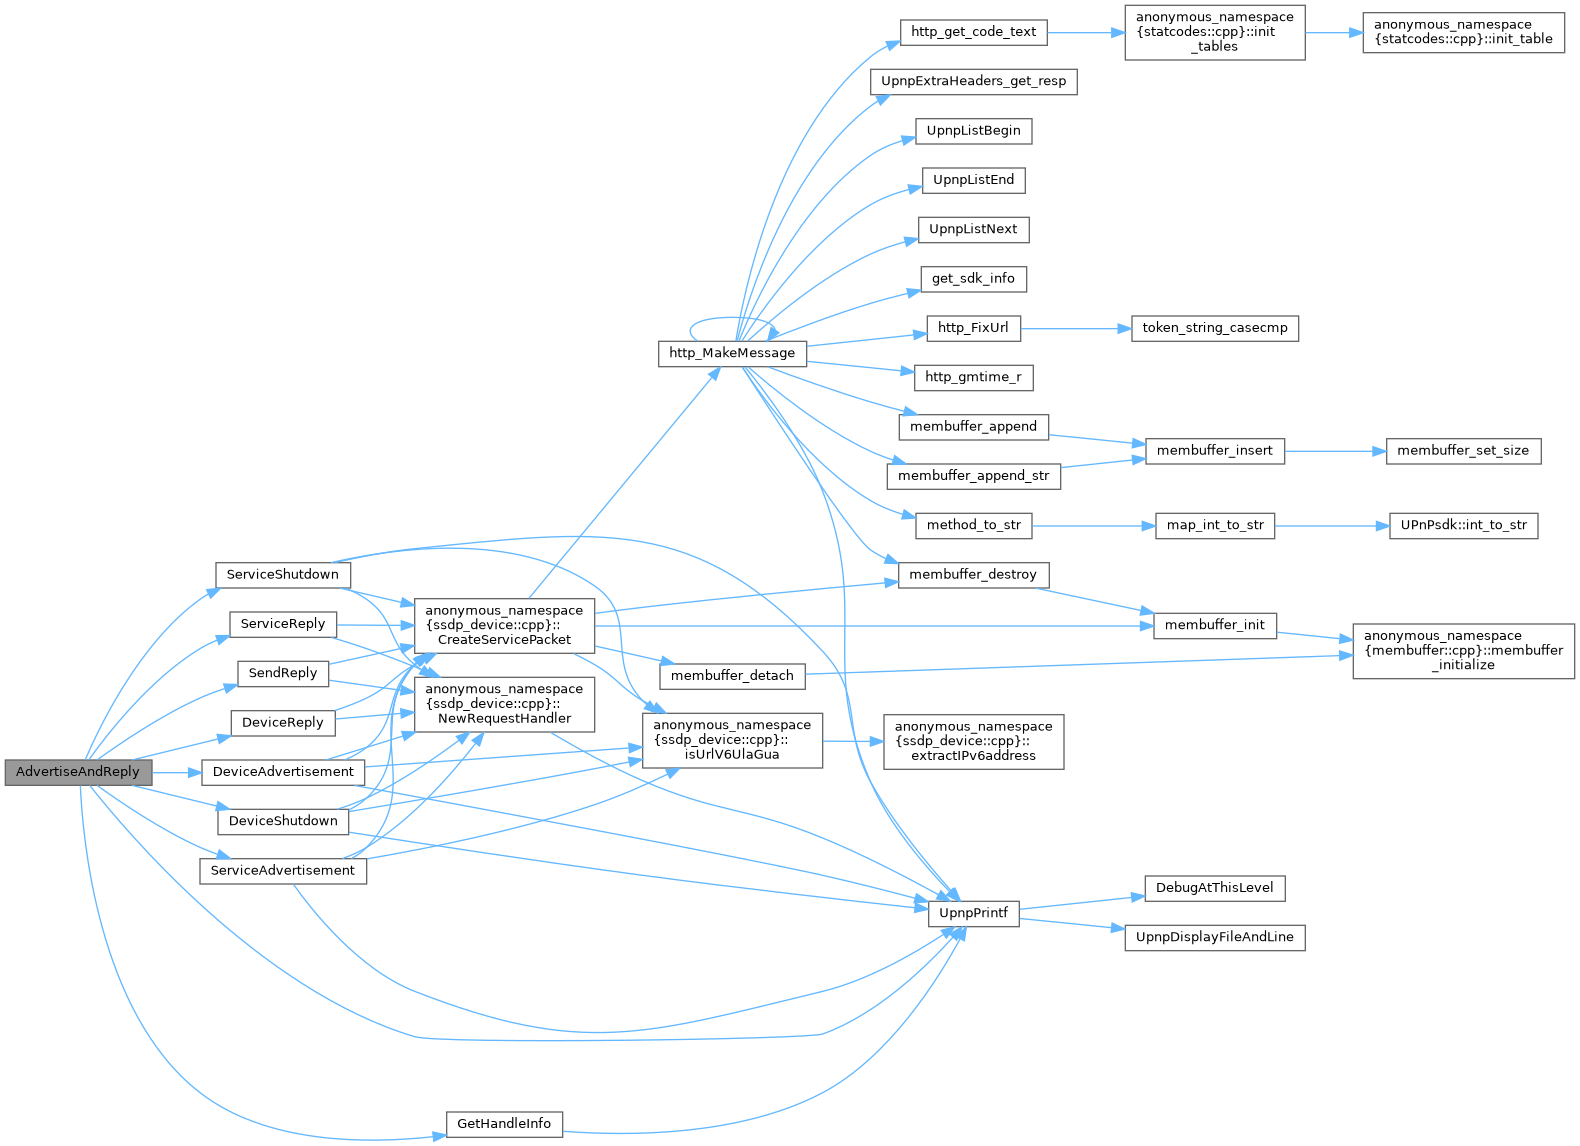 AdvertiseAndReply
ServiceShutdown
ServiceReply
SendReply
DeviceReply
DeviceAdvertisement
DeviceShutdown
ServiceAdvertisement
GetHandleInfo
anonymous_namespace
{ssdp_device::cpp}::
CreateServicePacket
anonymous_namespace
{ssdp_device::cpp}::
NewRequestHandler
http_MakeMessage
membuffer_detach
anonymous_namespace
{ssdp_device::cpp}::
isUrlV6UlaGua
http_get_code_text
UpnpExtraHeaders_get_resp
UpnpListBegin
UpnpListEnd
UpnpListNext
get_sdk_info
http_FixUrl
http_gmtime_r
membuffer_append
membuffer_append_str
method_to_str
membuffer_destroy
anonymous_namespace
{ssdp_device::cpp}::
extractIPv6address
UpnpPrintf
anonymous_namespace
{statcodes::cpp}::init
_tables
token_string_casecmp
membuffer_insert
map_int_to_str
membuffer_init
DebugAtThisLevel
UpnpDisplayFileAndLine
anonymous_namespace
{statcodes::cpp}::init_table
membuffer_set_size
UPnPsdk::int_to_str
anonymous_namespace
{membuffer::cpp}::membuffer
_initialize